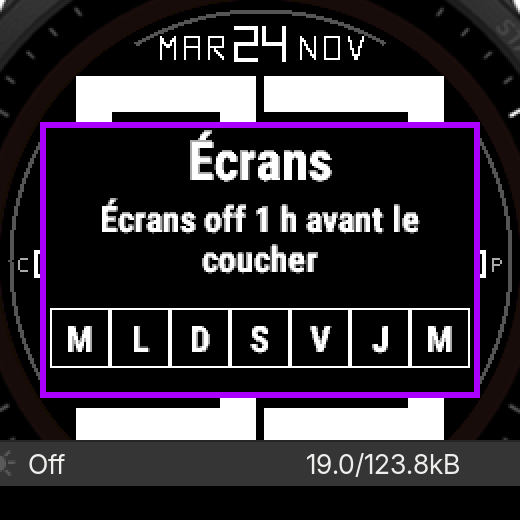 MAR 24 NOV
Écrans
Écrans off 1 h avant le
coucher
C
P
M L D S V J M
Off 19.0/123.8kB